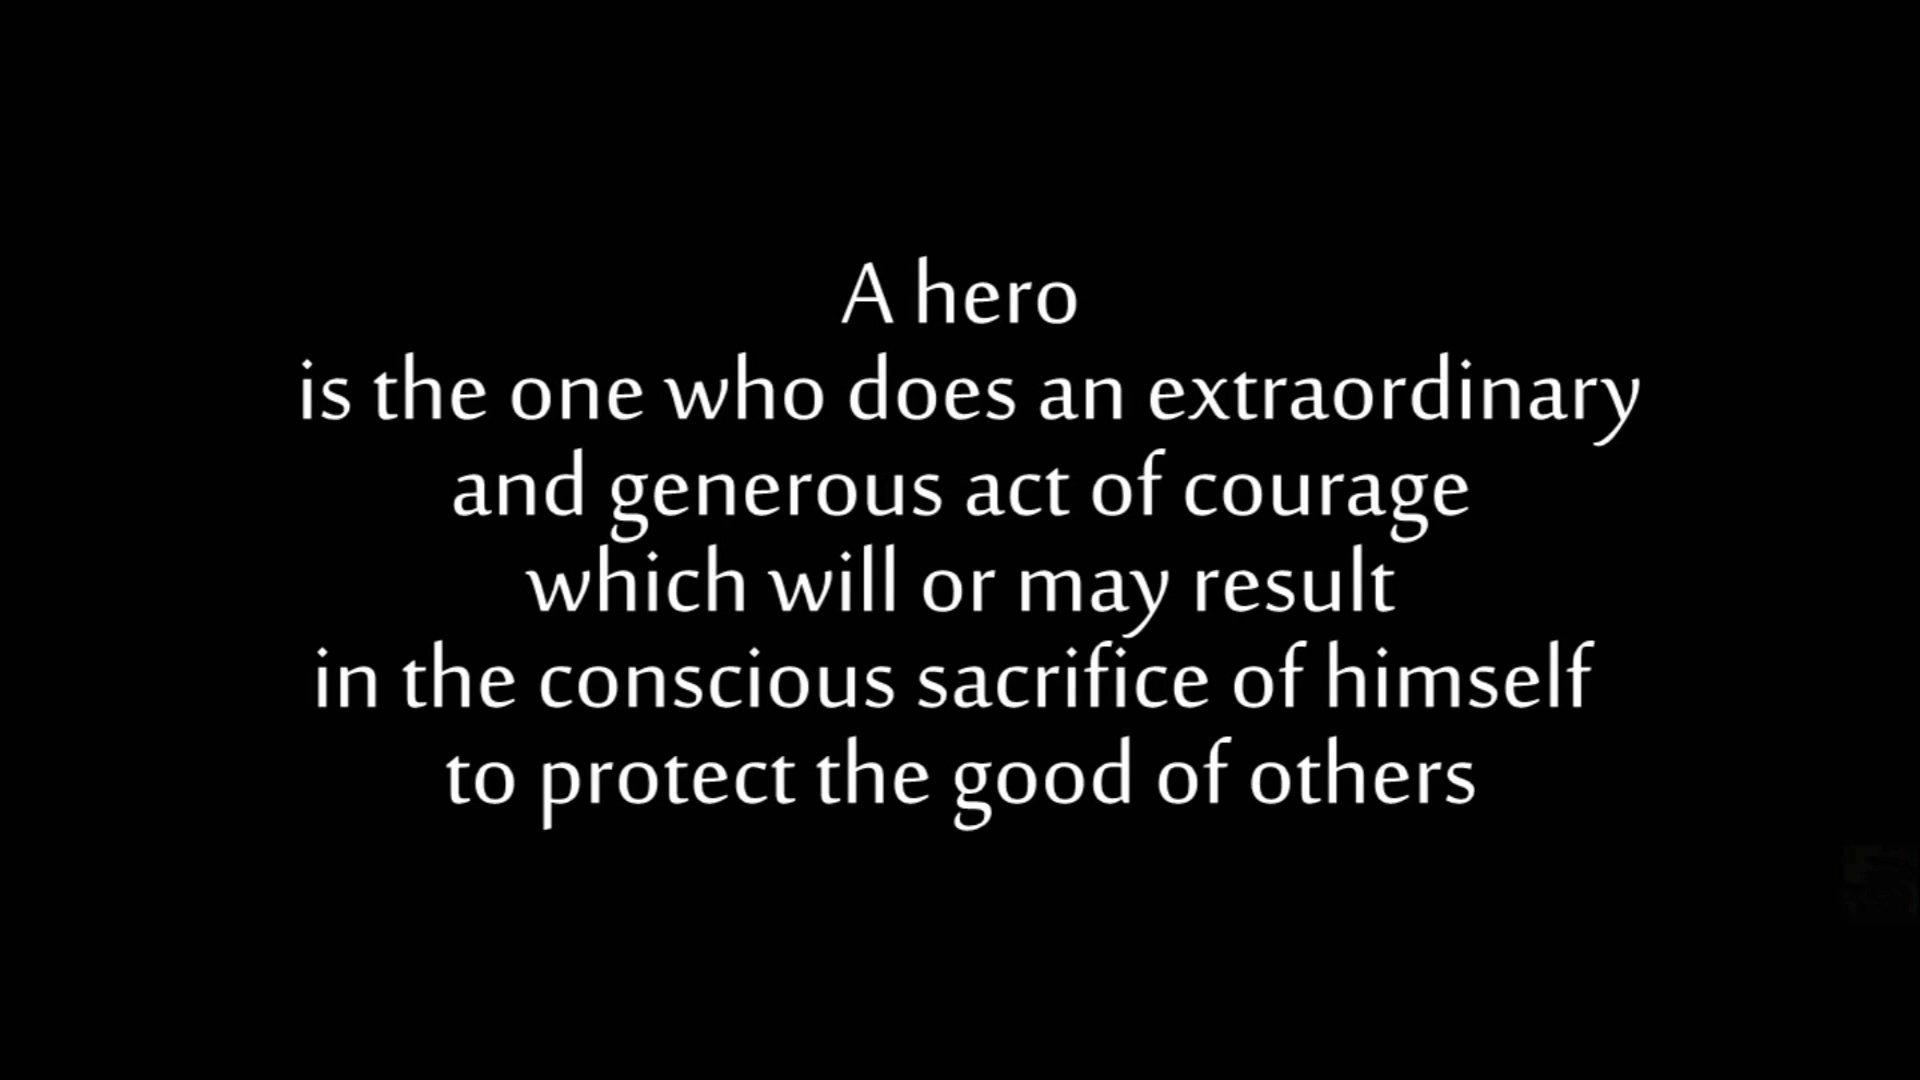 A hero
is the one who does an extraordinary
and generous act of courage
which will or may result
in the conscious sacrifice of himself
to protect the good of others